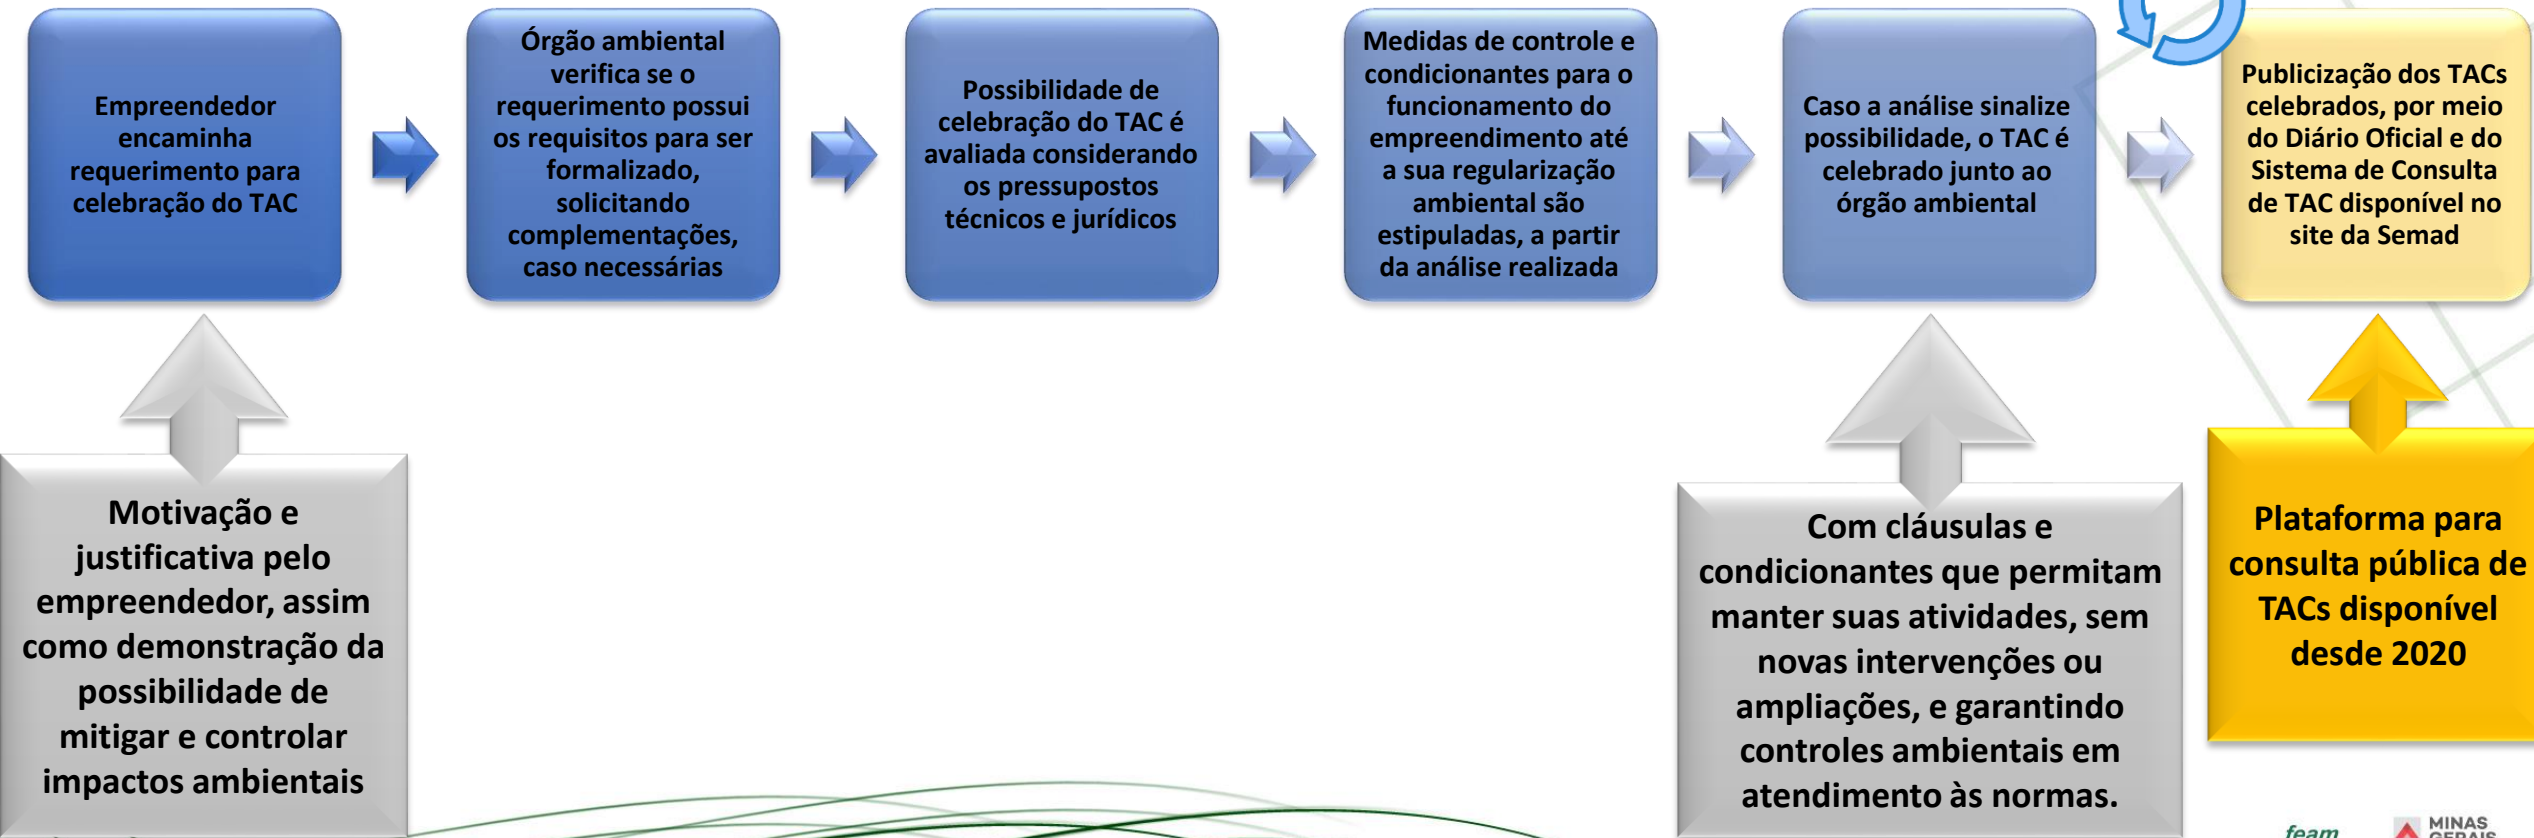 Empreendedor
encaminha
requerimento para
celebração do TAC
Órgão ambiental
verifica se o
requerimento possui
os requisitos para ser
formalizado,
solicitando
complementações,
caso necessárias
Possibilidade de
celebração do TAC é
avaliada considerando
os pressupostos
técnicos e jurídicos
Medidas de controle e
condicionantes para o
funcionamento do
empreendimento até
a sua regularização
ambiental são
estipuladas, a partir
da análise realizada
Caso a análise sinalize
possibilidade, o TAC é
celebrado junto ao
órgão ambiental
Publicização dos TACs
celebrados, por meio
do Diário Oficial e do
Sistema de Consulta
de TAC disponível no
site da Semad
Motivação e
justificativa pelo
empreendedor, assim
como demonstração da
possibilidade de
mitigar e controlar
impactos ambientais
Com cláusulas e
condicionantes que permitam
manter suas atividades, sem
novas intervenções ou
ampliações, e garantindo
controles ambientais em
atendimento às normas.
Plataforma para
consulta pública de
TACs disponível
desde 2020
feam
MINAS
GERAIS